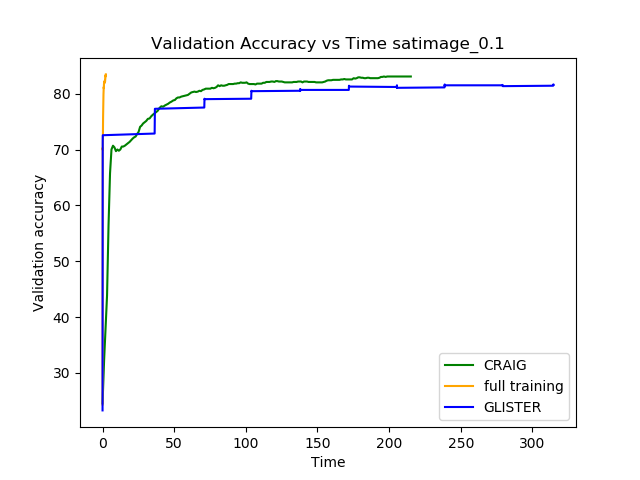 Validation Accuracy vs Time satimage_0.1
Validation accuracy
80
70
60
50
40
30
0 50 100 150 200 250 300
Time
CRAIG
full training
GLISTER